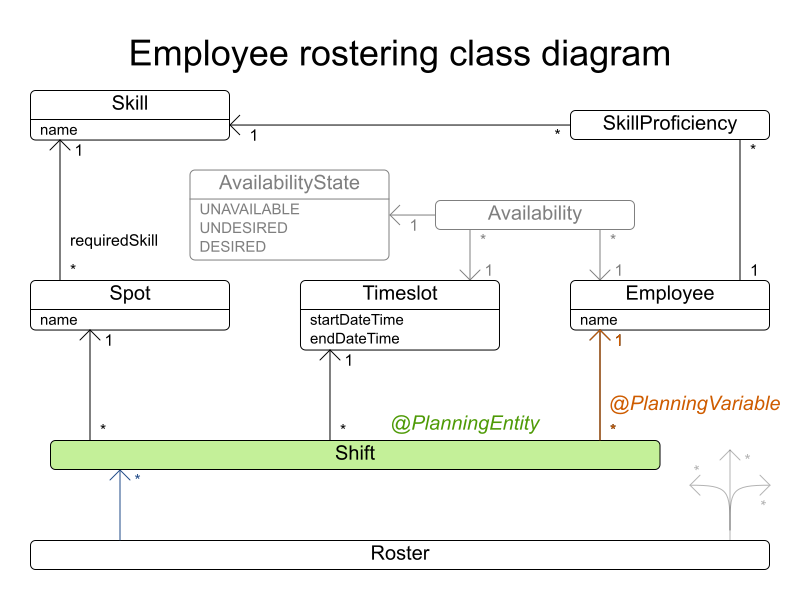 Employee rostering class diagram
Skill
name
1
1
*
SkillProficiency
*
AvailabilityState
UNAVAILABLE
UNDESIRED
DESIRED
1
Availability
*
*
requiredSkill
*
1
1
1
Spot
name
Timeslot
startDateTime
endDateTime
Employee
name
1
1
1
@PlanningVariable
@PlanningEntity
*
*
*
Shift
*
*
*
*
Roster